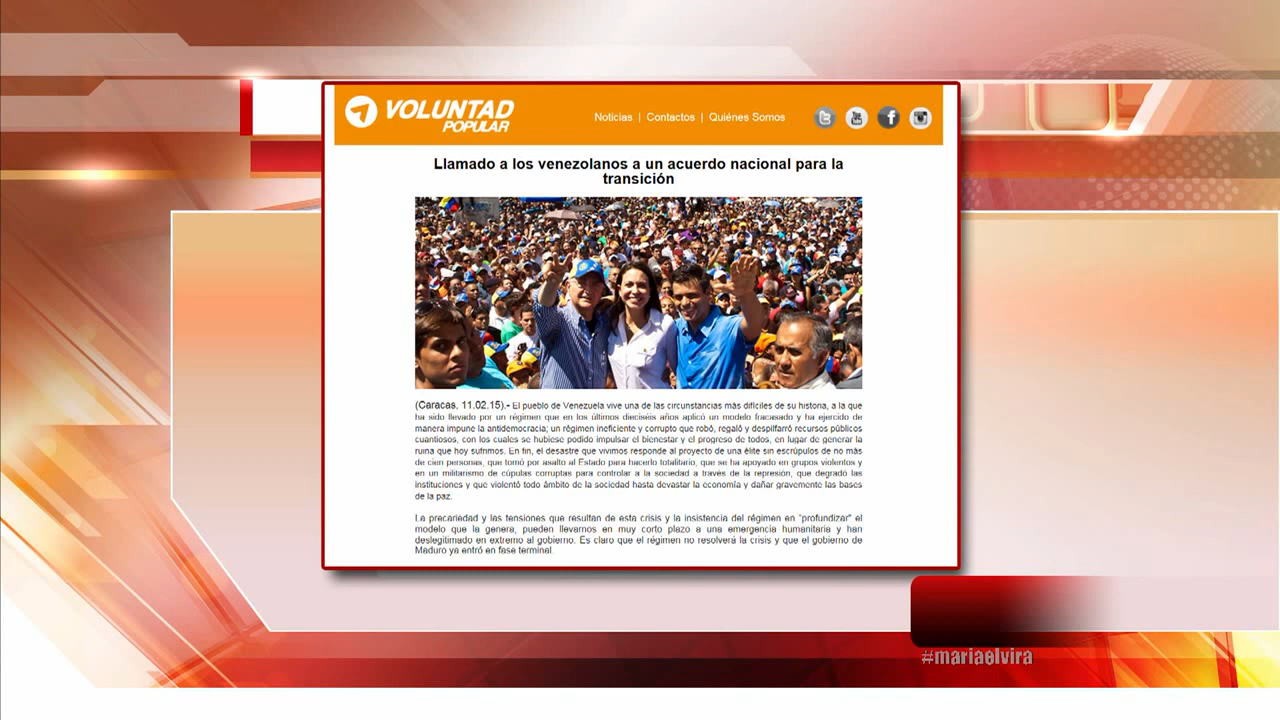 VOLUNTAD
POPULAR
Noticias | Contactos | Quiénes Somos
Llamado a los venezolanos a un acuerdo nacional para la
transición
(Caracas, 11.02.15).- El pueblo de Venezuela vive una de las circunstancias más difíciles de su historia, a la que
ha sido llevado por un régimen que en los últimos dieciséis años aplicó un modelo fracasado y ha ejercido de
manera impune la antidemocracia; un régimen ineficiente y corrupto que robó, regaló y despilfarró recursos públicos
cuantiosos, con los cuales se hubiese podido impulsar el bienestar y el progreso de todos, en lugar de generar la
ruina que hoy sufrimos. En fin, el desastre que vivimos responde al proyecto de una élite sin escrúpulos de no más
de cien personas, que tomó por asalto al Estado para hacerlo totalitario, que se ha apoyado en grupos violentos y
en un militarismo de cúpulas corruptas para controlar a la sociedad a través de la represión, que degradó las
instituciones y que violentó todo ámbito de la sociedad hasta devastar la economía y dañar gravemente las bases
de la paz.
La precariedad y las tensiones que resultan de esta crisis y la insistencia del régimen en "profundizar" el
modelo que la genera, pueden llevarnos en muy corto plazo a una emergencia humanitaria y han
deslegitimado en extremo al gobierno. Es claro que el régimen no resolverá la crisis y que el gobierno de
Maduro ya entró en fase terminal.
#mariaelvira